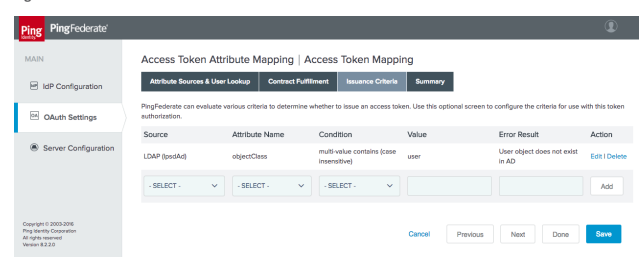 Ping
Identity
PingFederate®
MAIN
IdP Configuration
OAuth Settings
Server Configuration
Copyright © 2003-2016
Ping Identity Corporation
All rights reserved
Version 8.2.2.0
Access Token Attribute Mapping | Access Token Mapping
Attribute Sources & User Lookup Contract Fulfillment Issuance Criteria Summary
PingFederate can evaluate various criteria to determine whether to issue an access token. Use this optional screen to configure the criteria for use with this token
authorization.
Source Attribute Name Condition Value Error Result Action
LDAP (IpsdAd) objectClass multi-value contains (case
insensitive) user User object does not exist
in AD Edit | Delete
- SELECT - - SELECT - - SELECT - Add
Cancel Previous Next Done Save